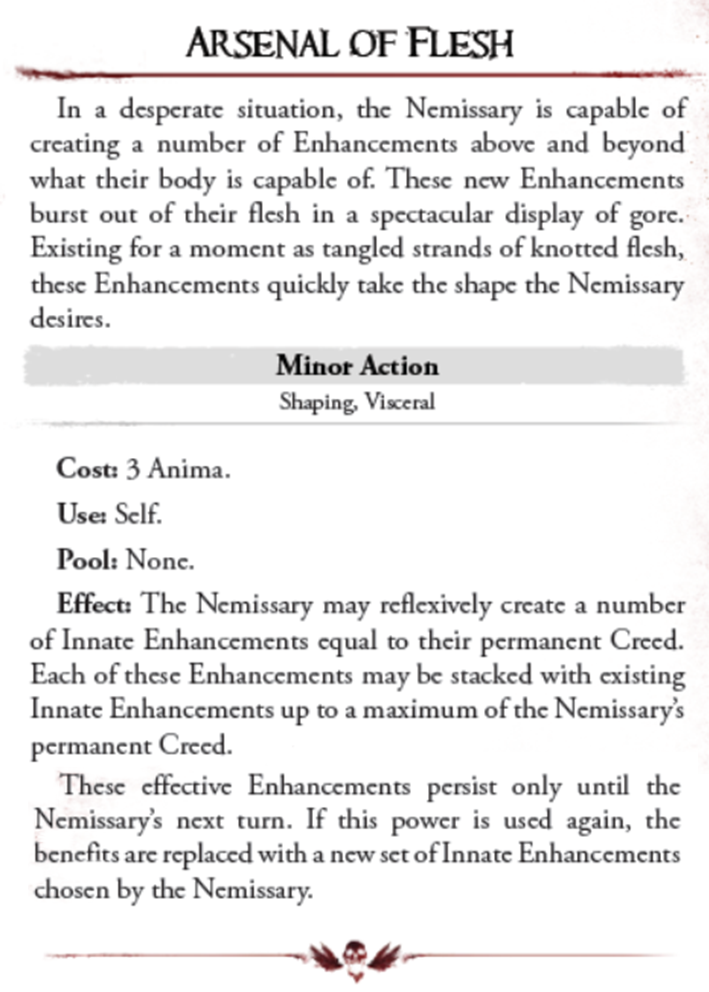 Arsenal of Flesh
In a desperate situation, the Nemissary is capable of
creating a number of Enhancements above and beyond
what their body is capable of. These new Enhancements
burst out of their flesh in a spectacular display of gore.
Existing for a moment as tangled strands of knotted flesh,
these Enhancements quickly take the shape the Nemissary
desires.
Minor Action
Shaping, Visceral
Cost: 3 Anima.
Use: Self.
Pool: None.
Effect: The Nemissary may reflexively create a number
of Innate Enhancements equal to their permanent Creed.
Each of these Enhancements may be stacked with existing
Innate Enhancements up to a maximum of the Nemissary's
permanent Creed.
These effective Enhancements persist only until the
Nemissary's next turn. If this power is used again, the
benefits are replaced with a new set of Innate Enhancements
chosen by the Nemissary.